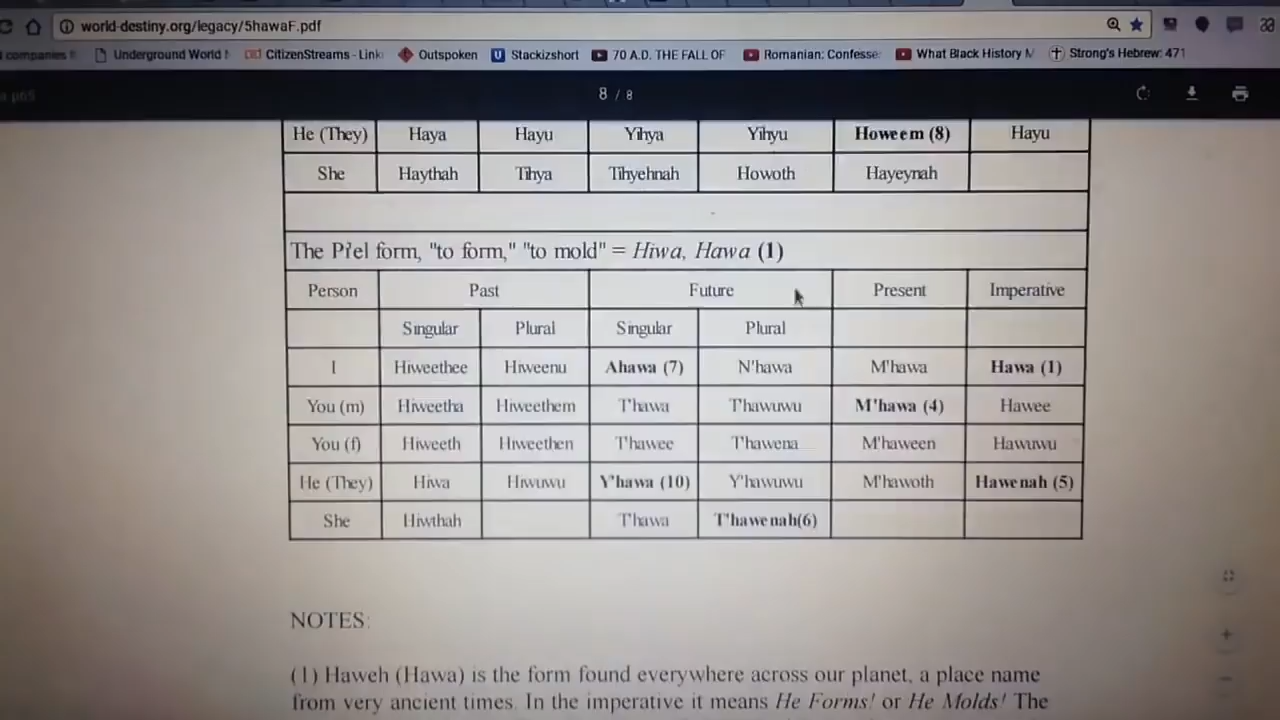 world-destiny.org/legacy/5hawaF.pdf
companies Underground World CitizenStreams - Link Outspoken Stackizshort 70 A.D. THE FALL OF Romanian: Confesse What Black History M Strong's Hebrew: 471
8 / 8
He (They) Haya Hayu Yihya Yihyu Howeem (8) Hayu
She Haythah Tihya Tihyehnah Howoth Hayeynah
The Pi'el form, "to form," "to mold" = Hiwa, Hawa (1)
Person Past Future Present Imperative
Singular Plural Singular Plural
I Hiweethee Hiweenu Ahawa (7) N'hawa M'hawa Hawa (1)
You (m) Hiweetha Hiweethem T'hawa T'hawuwu M'hawa (4) Hawee
You (f) Hiweeth Hiweethen T'hawee T'hawena M'haween Hawuwu
He (They) Hiwa Hiwuwu Y'hawa (10) Y'hawuwu M'hawoth Hawenah (5)
She Hiwthah T'hawa T'hawenah(6)
NOTES:
(1) Haweh (Hawa) is the form found everywhere across our planet, a place name
from very ancient times. In the imperative it means He Forms! or He Molds! The